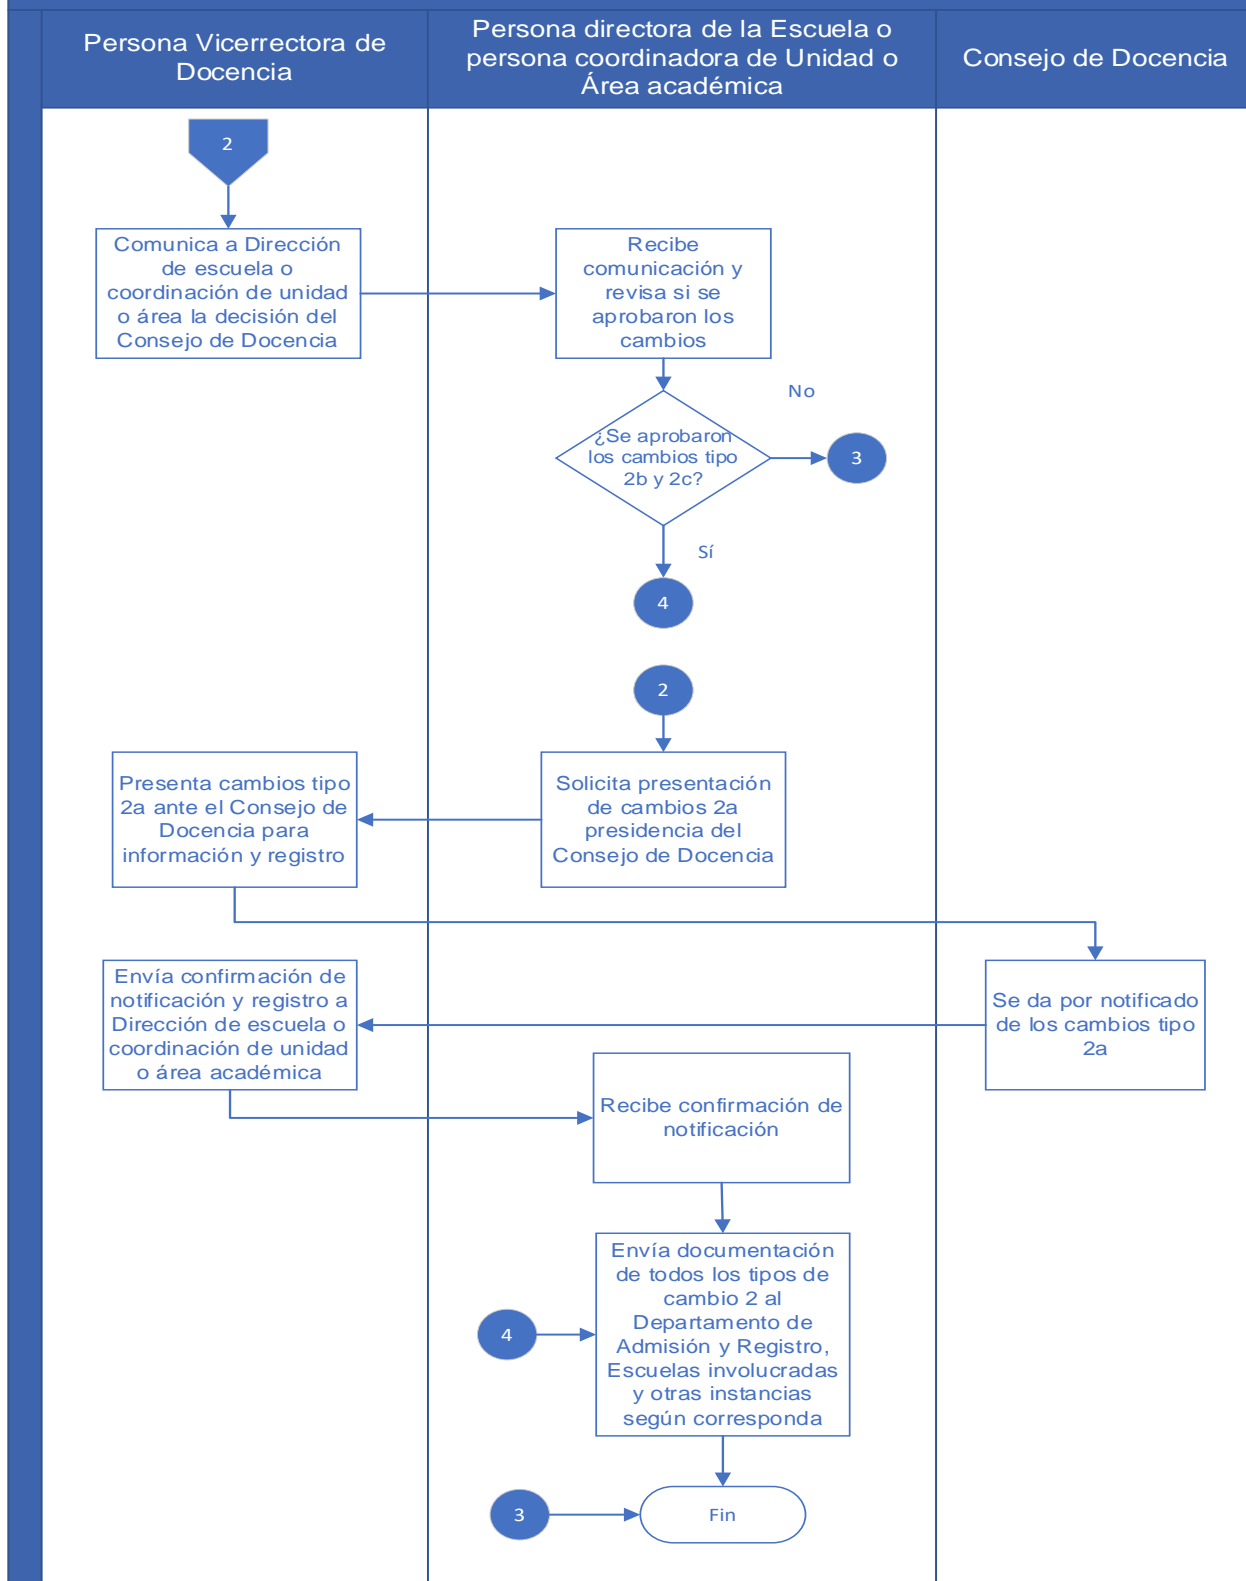 Persona Vicerrectora de
Docencia
Persona directora de la Escuela o
persona coordinadora de Unidad o
Área académica
Consejo de Docencia
2
Comunica a Dirección
de escuela o
coordinación de unidad
o área la decisión del
Consejo de Docencia
Recibe
comunicación y
revisa si se
aprobaron los
cambios
No
¿Se aprobaron
los cambios tipo
2b y 2c?
3
Sí
4
2
Solicita presentación
de cambios 2a
presidencia del
Consejo de Docencia
Presenta cambios tipo
2a ante el Consejo de
Docencia para
información y registro
Se da por notificado
de los cambios tipo
2a
Envía confirmación de
notificación y registro a
Dirección de escuela o
coordinación de unidad
o área académica
Recibe confirmación de
notificación
Envía documentación
de todos los tipos de
cambio 2 al
Departamento de
Admisión y Registro,
Escuelas involucradas
y otras instancias
según corresponda
4
3
Fin